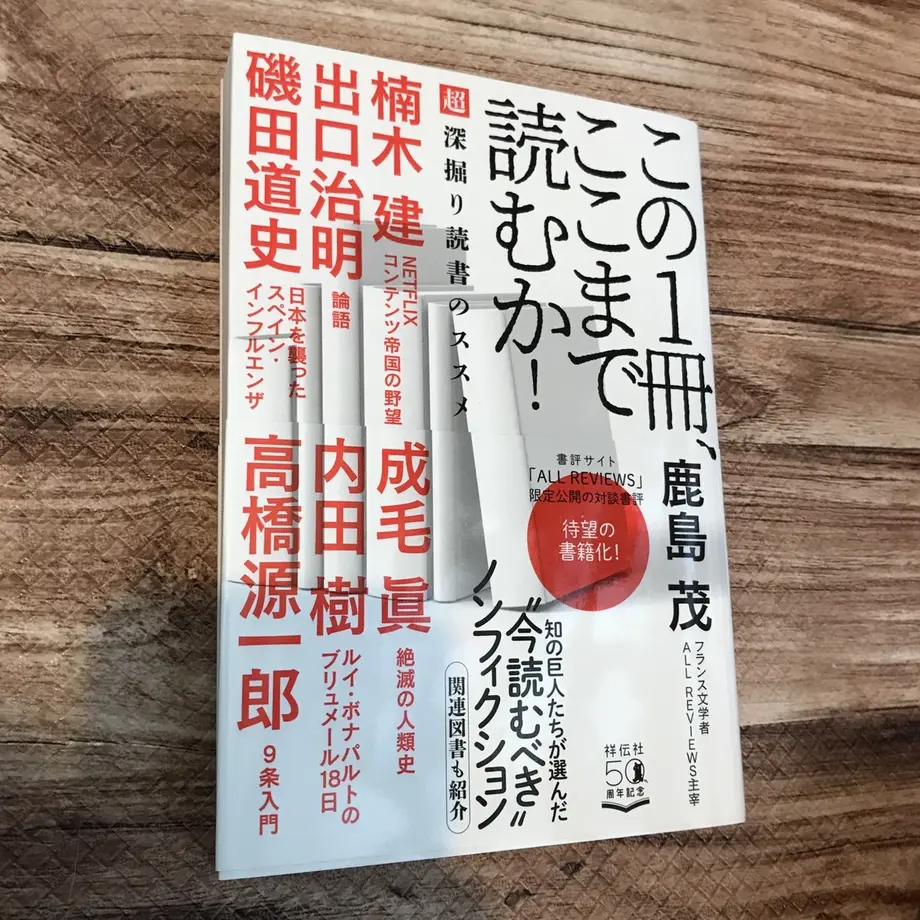 この1冊、
ここまで
読むか！
超深掘り読書のススメ
鹿島 茂
フランス文学者
ALL REVIEWS主宰
書評サイト
「ALL REVIEWS」
限定公開の対談書評
待望の
書籍化！
知の巨人たちが選んだ
"今読むべき"
ノンフィクション
関連図書も紹介
祥伝社
50
周年記念
楠木 建
NETFLIX
コンテンツ帝国の野望
成毛 眞
絶滅の人類史
出口治明
論語
内田 樹
ルイ・ボナパルトの
ブリュメール18日
磯田道史
日本を襲った
スペイン・
インフルエンザ
高橋源一郎
9条入門